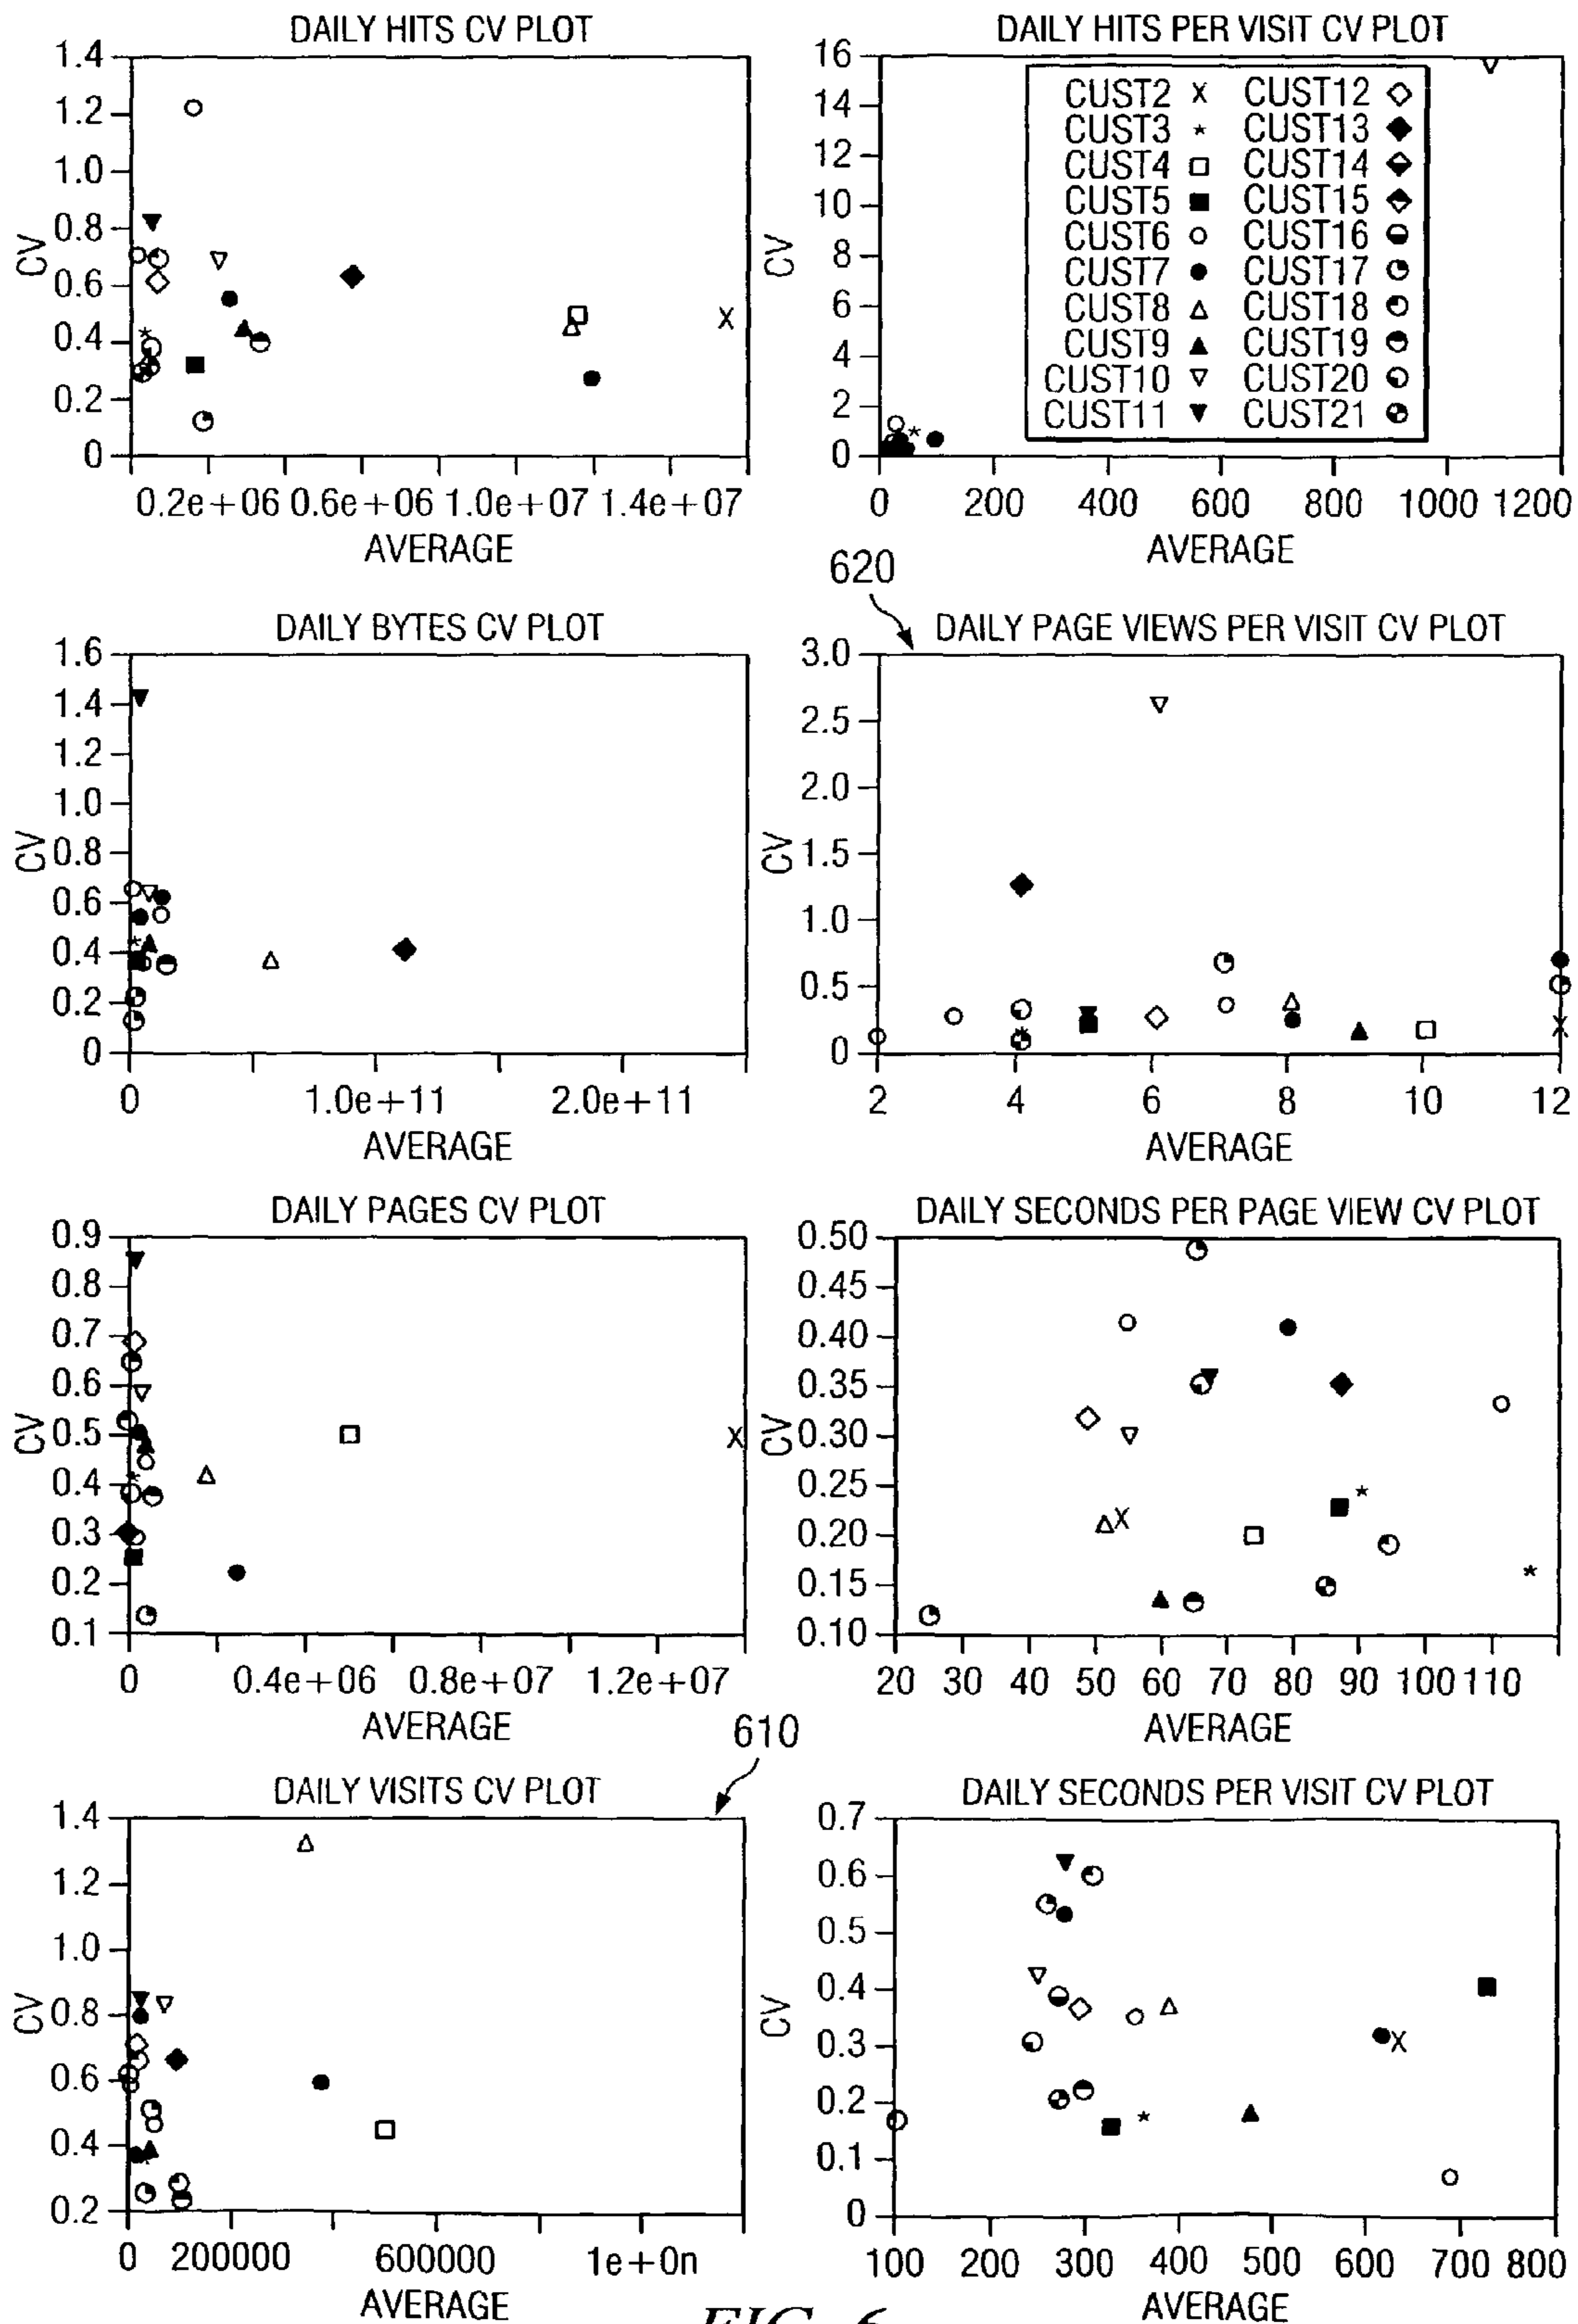 DAILY HITS CV PLOT
1.4
1.2
1.0
0.8
0.6
0.4
0.2
0
CV
0.2e+06 0.6e+06 1.0e+07 1.4e+07
AVERAGE
DAILY HITS PER VISIT CV PLOT
16
14
12
10
8
6
4
2
0
CV
CUST2 CUST12
CUST3 CUST13
CUST4 CUST14
CUST5 CUST15
CUST6 CUST16
CUST7 CUST17
CUST8 CUST18
CUST9 CUST19
CUST10 CUST20
CUST11 CUST21
0 200 400 600 800 1000 1200
AVERAGE
DAILY BYTES CV PLOT
1.6
1.4
1.2
1.0
0.8
0.6
0.4
0.2
0
CV
0 1.0e+11 2.0e+11
AVERAGE
620
DAILY PAGE VIEWS PER VISIT CV PLOT
3.0
2.5
2.0
1.5
1.0
0.5
0
CV
2 4 6 8 10 12
AVERAGE
DAILY PAGES CV PLOT
0.9
0.8
0.7
0.6
0.5
0.4
0.3
0.2
0.1
CV
0 0.4e+06 0.8e+07 1.2e+07
AVERAGE
DAILY SECONDS PER PAGE VIEW CV PLOT
0.50
0.45
0.40
0.35
0.30
0.25
0.20
0.15
0.10
CV
20 30 40 50 60 70 80 90 100 110
AVERAGE
610
DAILY VISITS CV PLOT
1.4
1.2
1.0
0.8
0.6
0.4
0.2
CV
0 200000 600000 1e+0n
AVERAGE
DAILY SECONDS PER VISIT CV PLOT
0.7
0.6
0.5
0.4
0.3
0.2
0.1
0
CV
100 200 300 400 500 600 700 800
AVERAGE
FIG. 6